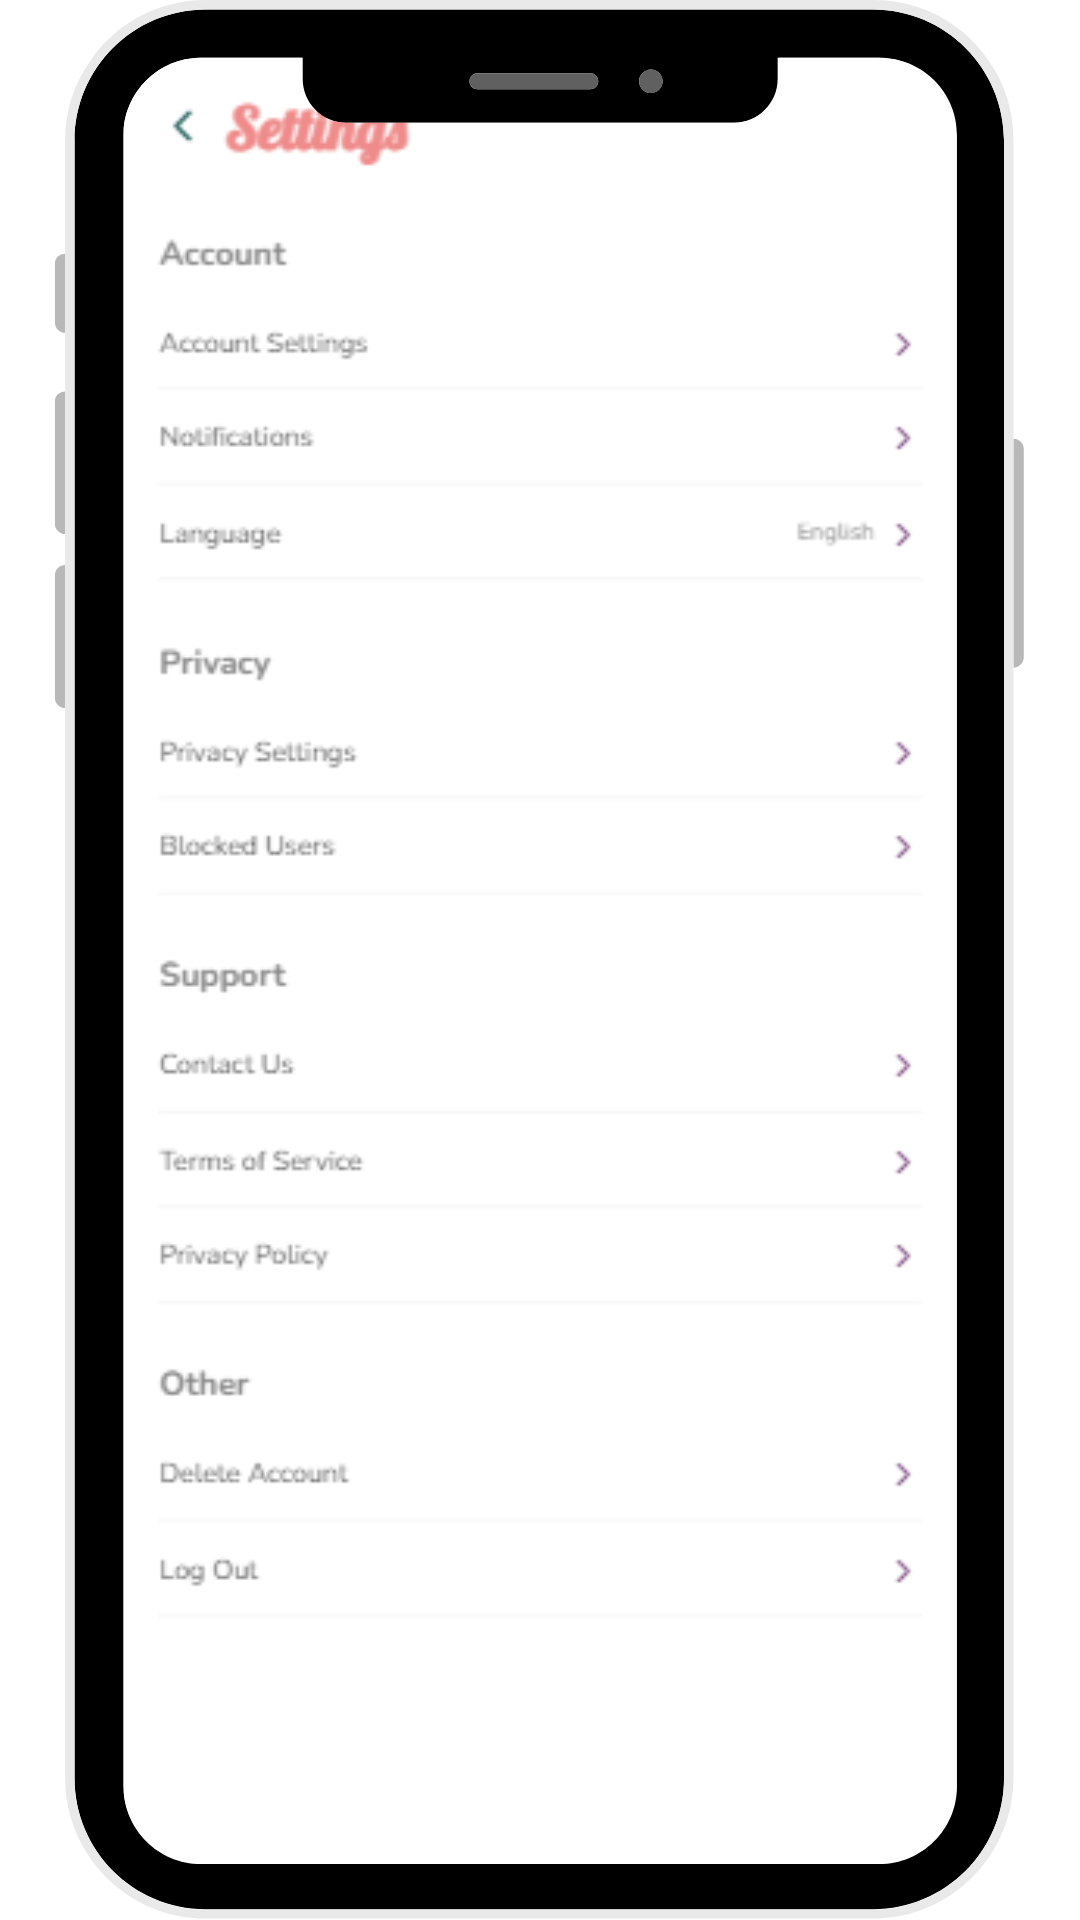 Settings
Account
Account Settings
Notifications
Language English
Privacy
Privacy Settings
Blocked Users
Support
Contact Us
Terms of Service
Privacy Policy
Other
Delete Account
Log Out